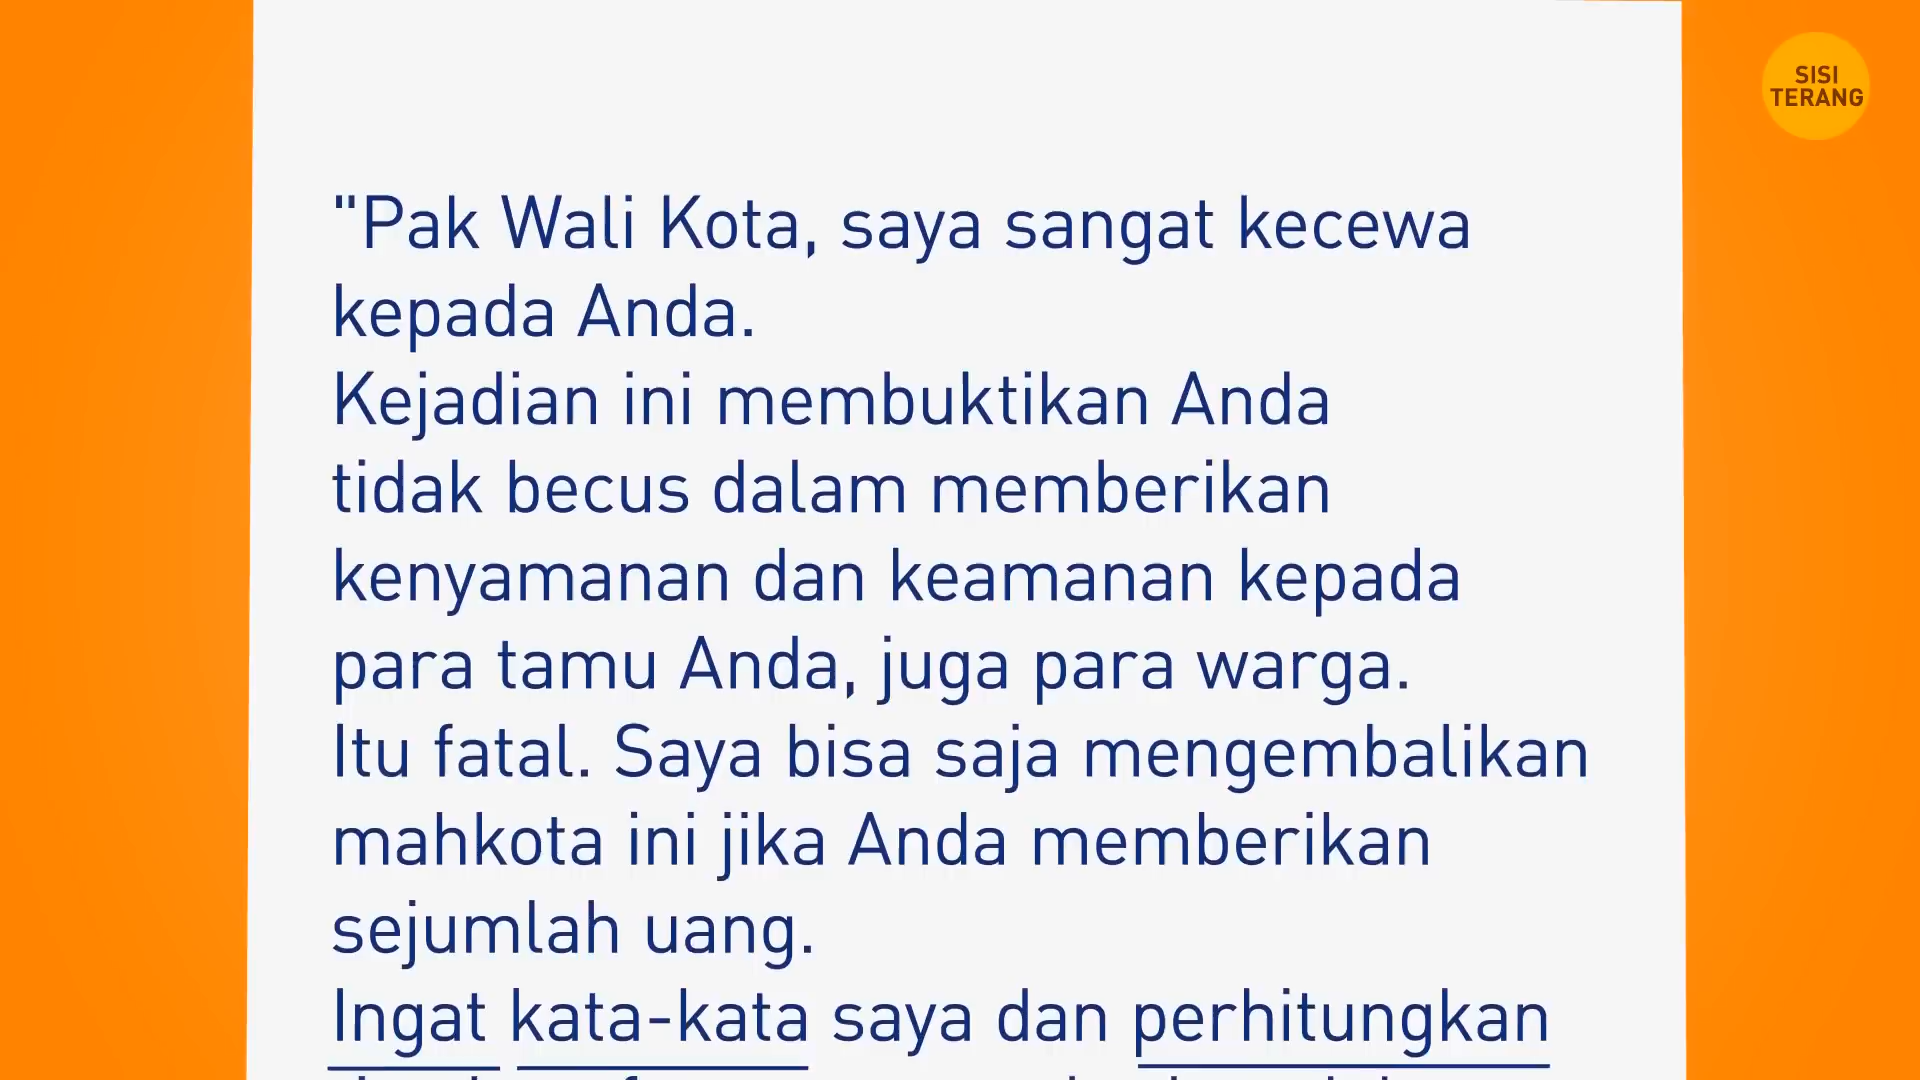 SISI
TERANG
"Pak Wali Kota, saya sangat kecewa
kepada Anda.
Kejadian ini membuktikan Anda
tidak becus dalam memberikan
kenyamanan dan keamanan kepada
para tamu Anda, juga para warga.
Itu fatal. Saya bisa saja mengembalikan
mahkota ini jika Anda memberikan
sejumlah uang.
Ingat kata-kata saya dan perhitungkan